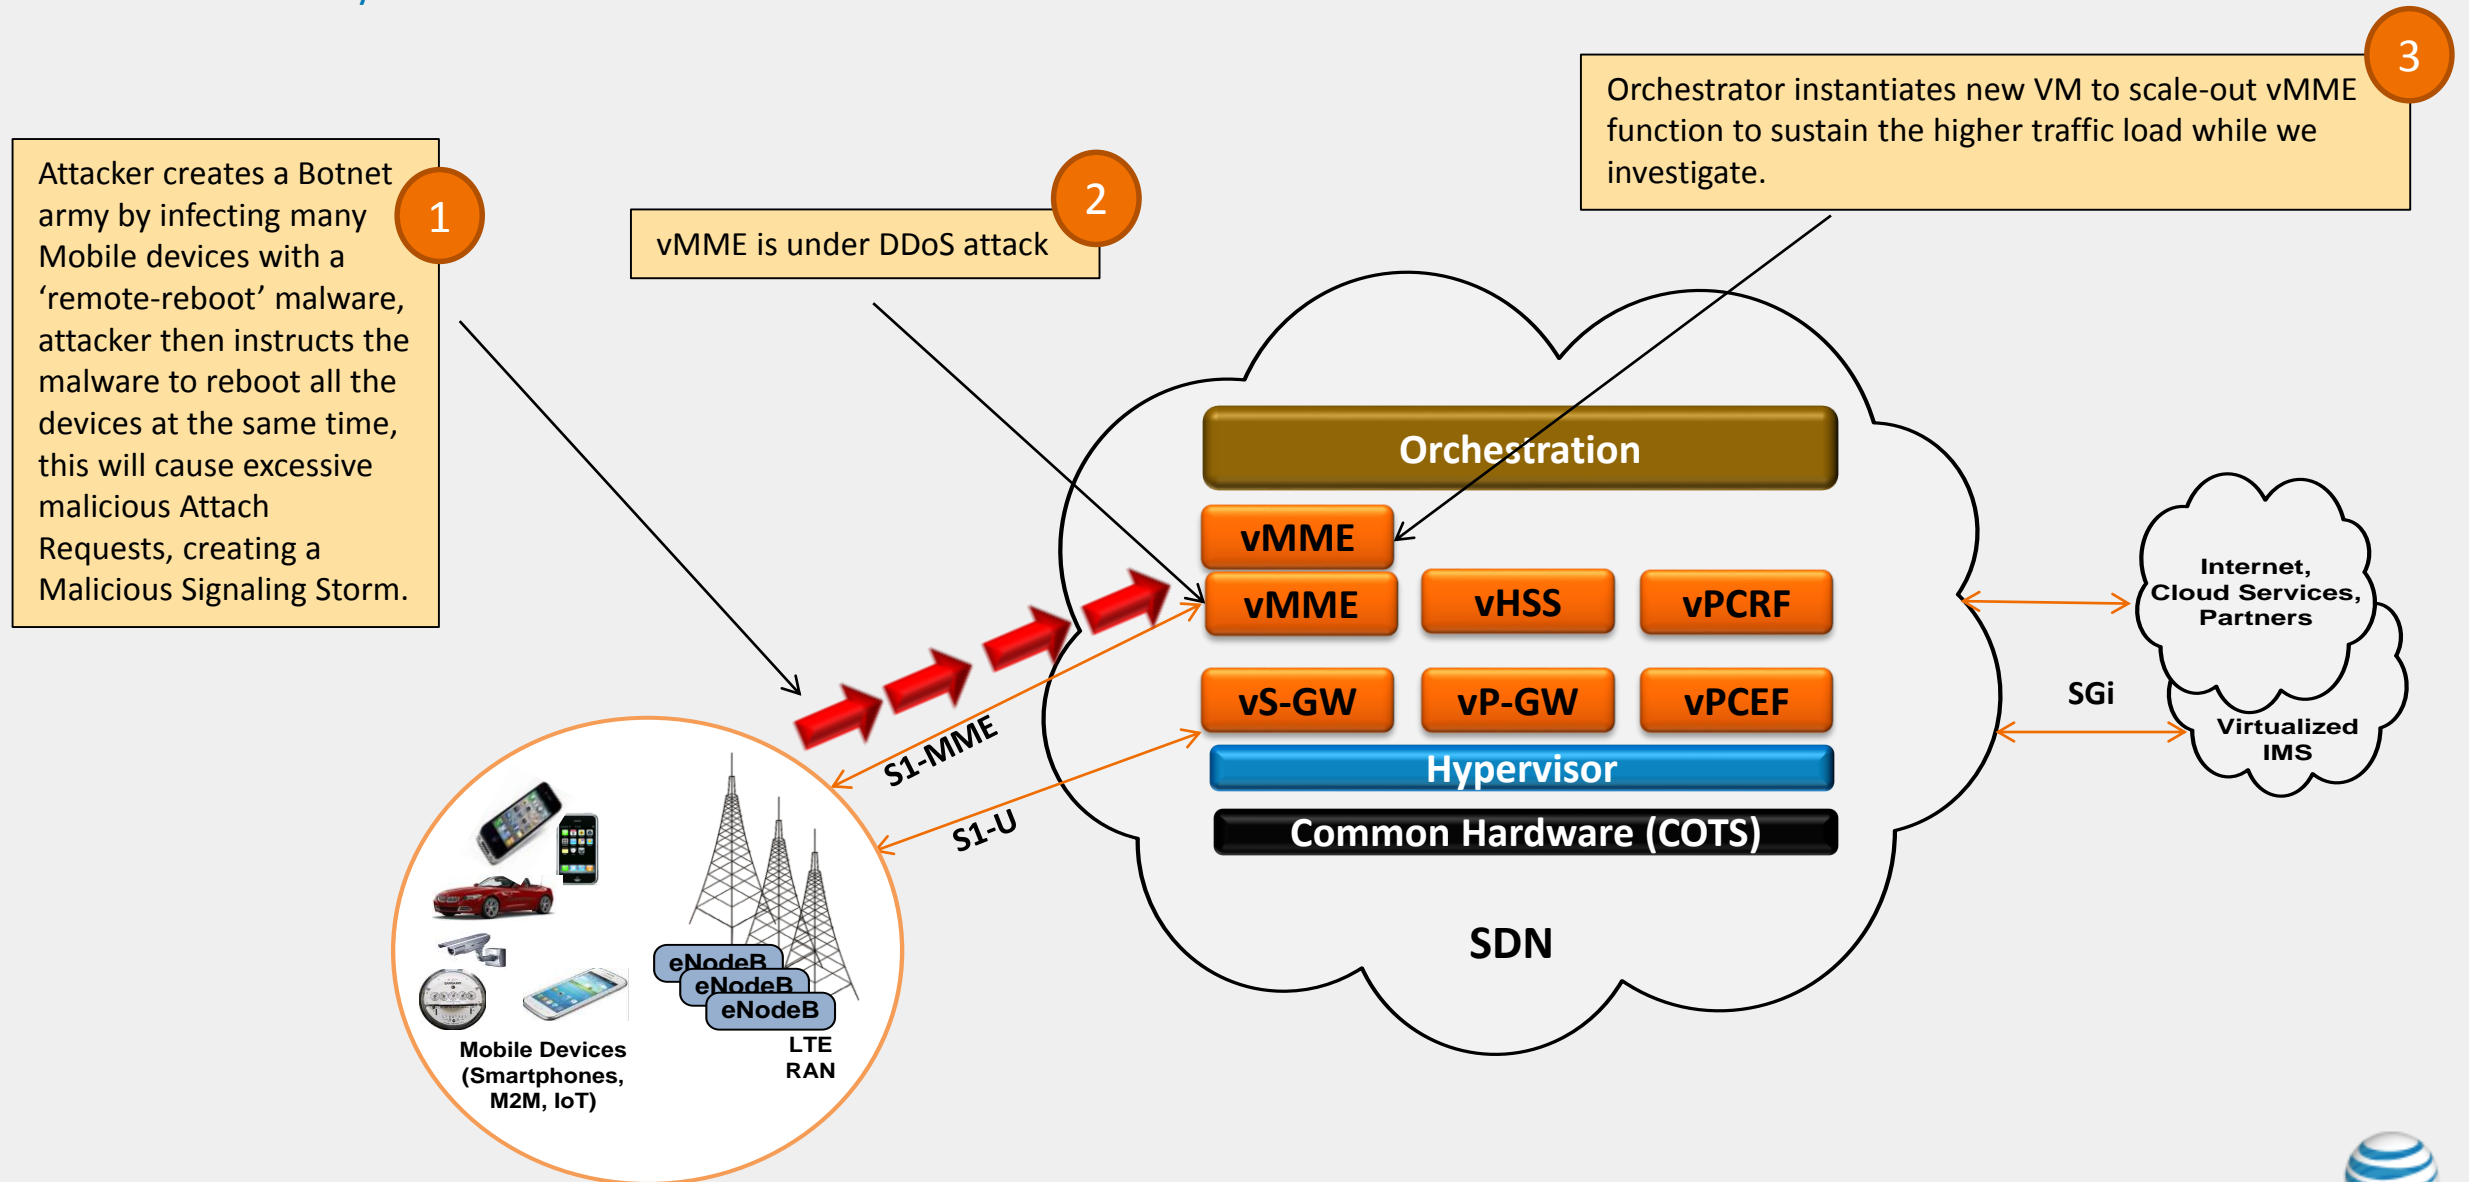 Attacker creates a Botnet
army by infecting many
Mobile devices with a
‘remote-reboot’ malware,
attacker then instructs the
malware to reboot all the
devices at the same time,
this will cause excessive
malicious Attach
Requests, creating a
Malicious Signaling Storm.
1
vMME is under DDoS attack
2
Orchestrator instantiates new VM to scale-out vMME
function to sustain the higher traffic load while we
investigate.
3
Orchestration
vMME
vMME
vHSS
vPCRF
vS-GW
vP-GW
vPCEF
Hypervisor
Common Hardware (COTS)
SDN
S1-MME
S1-U
eNodeB
eNodeB
eNodeB
LTE
RAN
Mobile Devices
(Smartphones,
M2M, IoT)
Internet,
Cloud Services,
Partners
SGi
Virtualized
IMS